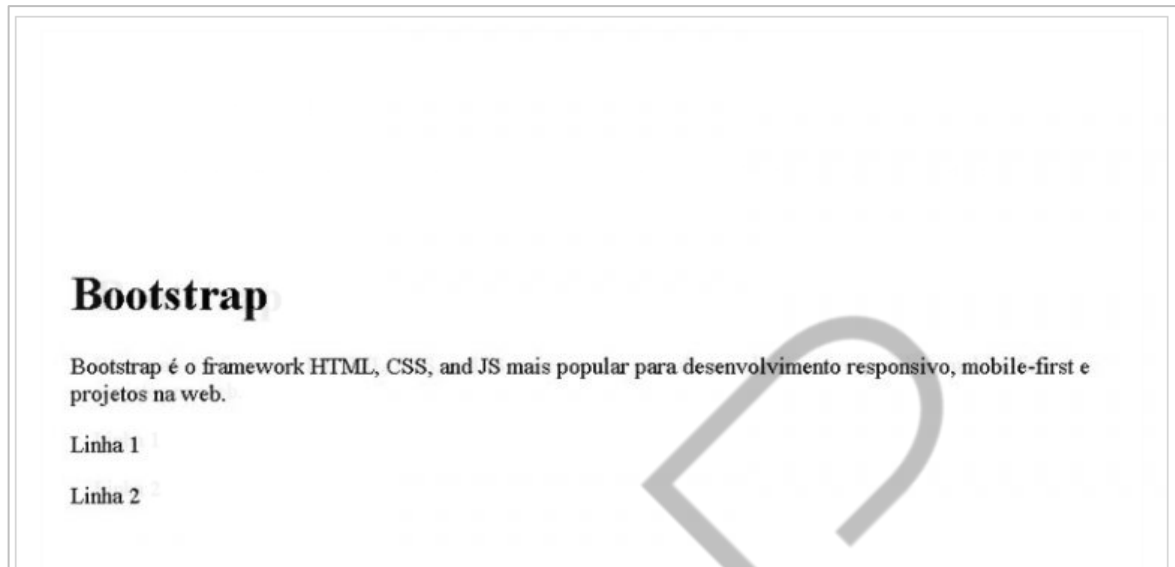 Bootstrap
Bootstrap é o framework HTML, CSS, and JS mais popular para desenvolvimento responsivo, mobile-first e
projetos na web.
Linha 1
Linha 2